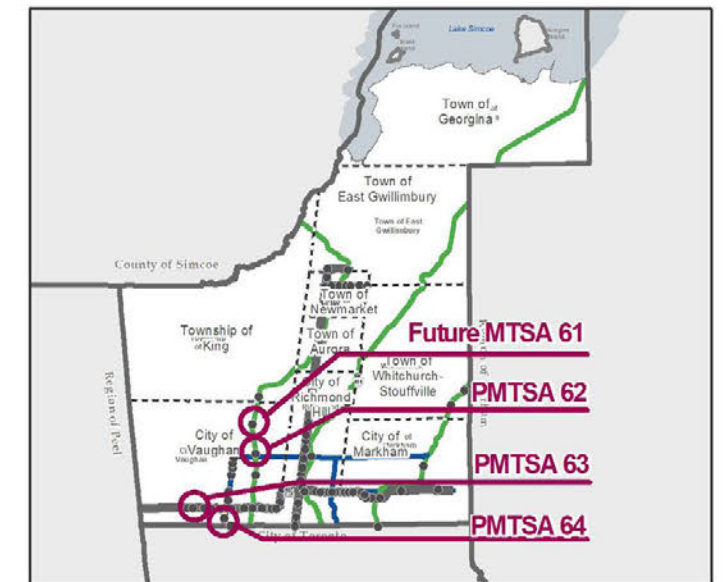 Lake Simcoe
Town of
Georgina
Town of
East Gwillimbury
Town of East
Gwillimbury
County of Simcoe
Town of
Newmarket
Township of
King
Town of
Aurora
Future MTSA 61
Town of
Whitchurch-
Stouffville
City of
Richmond
Hill
PMTSA 62
Region of Peel
City of
Vaughan
Vaughan
City of
Markham
PMTSA 63
PMTSA 64
City of Toronto